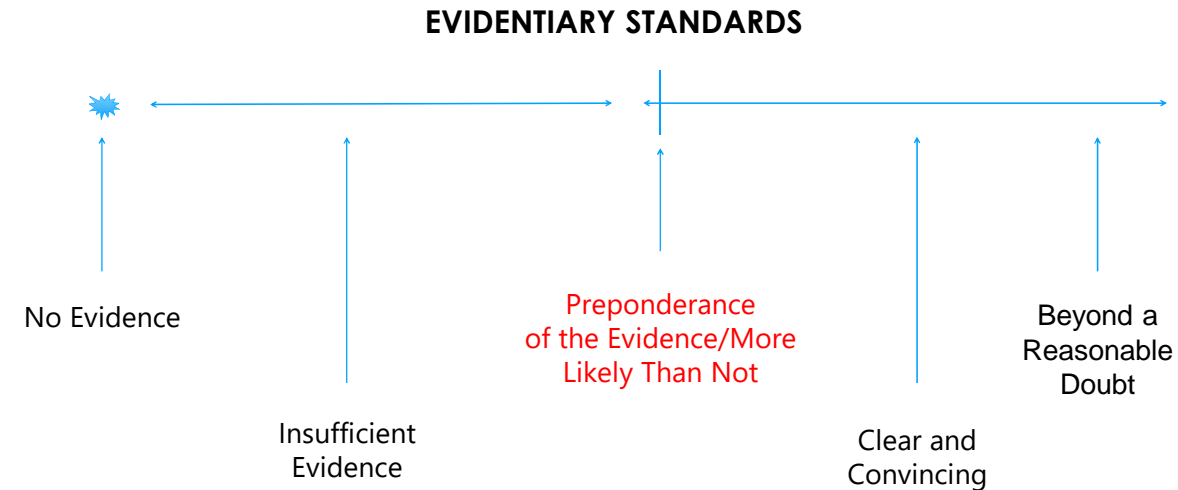 EVIDENTIARY STANDARDS
No Evidence
Insufficient
Evidence
Preponderance
of the Evidence/More
Likely Than Not
Clear and
Convincing
Beyond a
Reasonable
Doubt